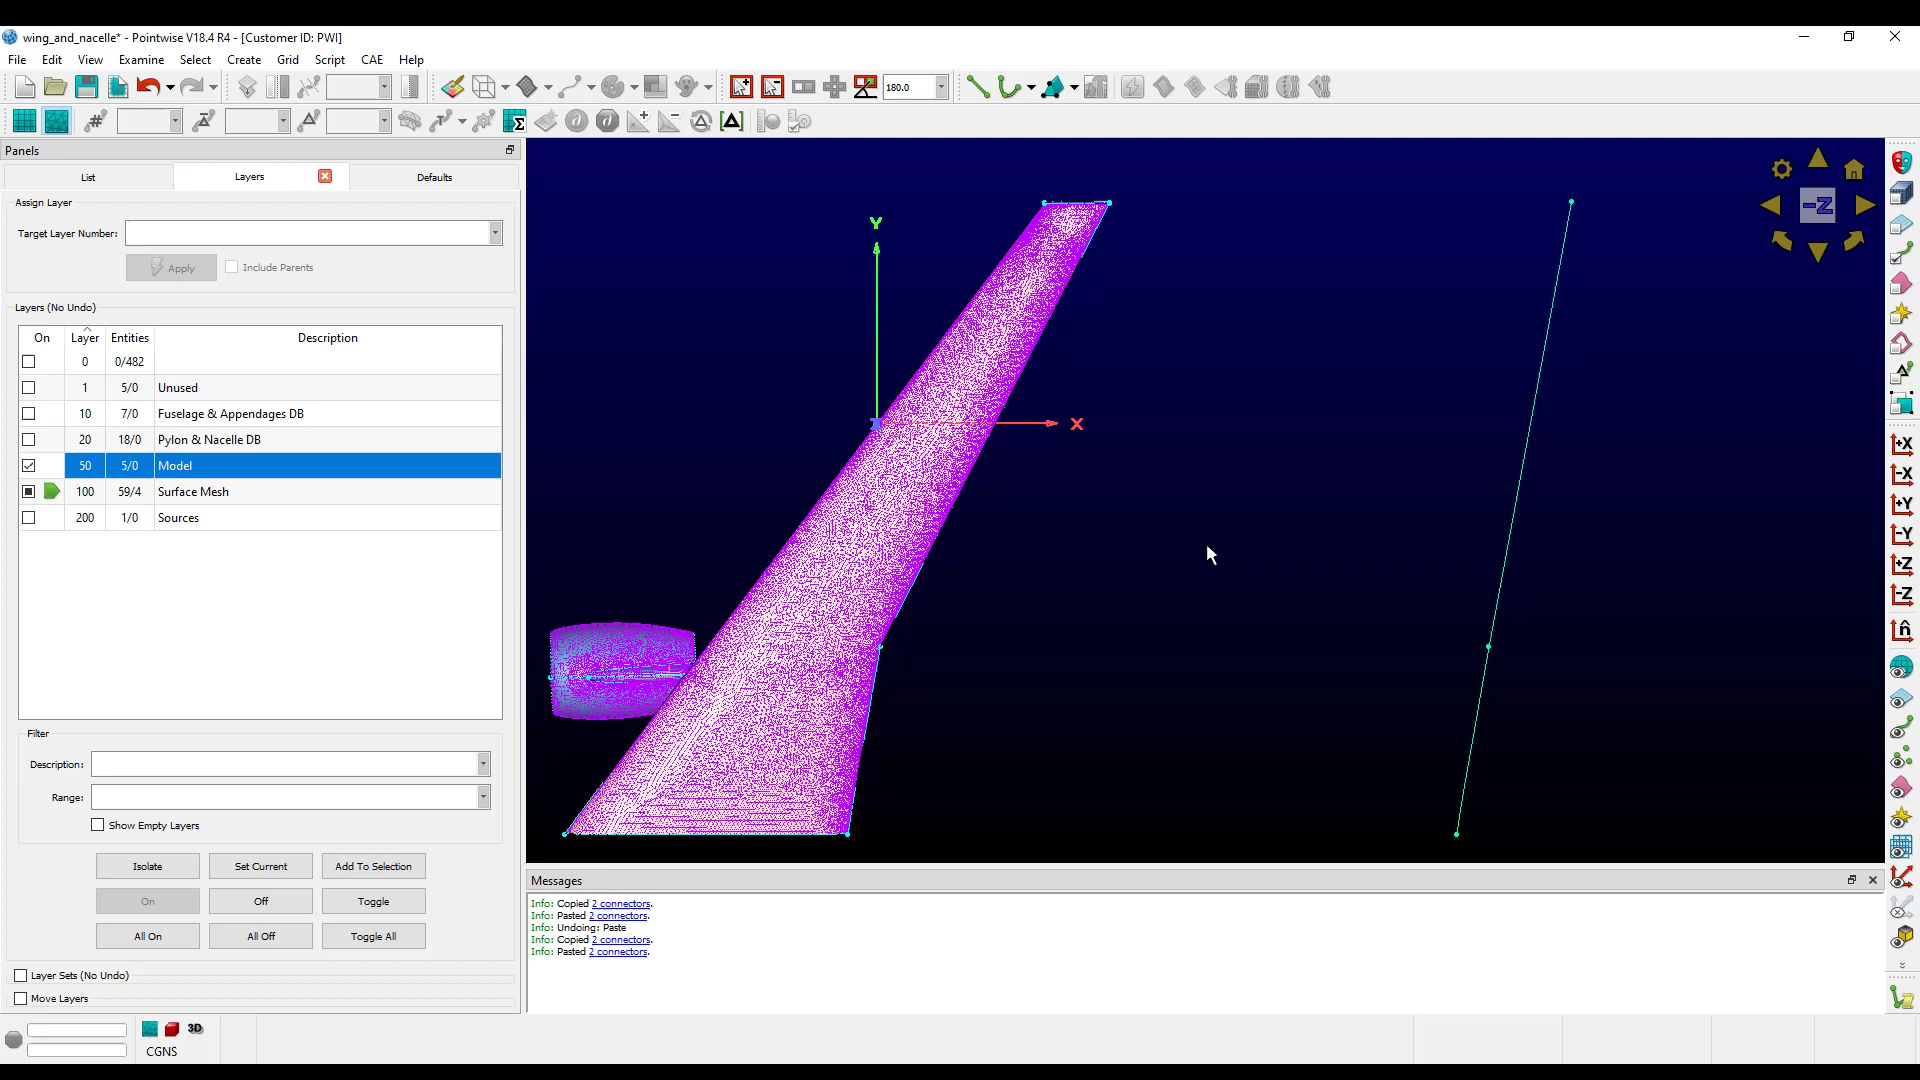 wing_and_nacelle* - Pointwise V18.4 R4 - [Customer ID: PWI]
File Edit View Examine Select Create Grid Script CAE Help
180.0
Panels
List Layers Defaults
Assign Layer
Target Layer Number:
Apply Include Parents
Layers (No Undo)
On Layer Entities Description
0 0/482
1 5/0 Unused
10 7/0 Fuselage & Appendages DB
20 18/0 Pylon & Nacelle DB
50 5/0 Model
100 59/4 Surface Mesh
200 1/0 Sources
Filter
Description:
Range:
Show Empty Layers
Isolate Set Current Add To Selection
On Off Toggle
All On All Off Toggle All
Layer Sets (No Undo)
Move Layers
3D
CGNS
Y
X
-Z
+X
-X
+Y
-Y
+Z
-Z
n̂
Messages
Info: Copied 2 connectors.
Info: Pasted 2 connectors.
Info: Undoing: Paste
Info: Copied 2 connectors.
Info: Pasted 2 connectors.